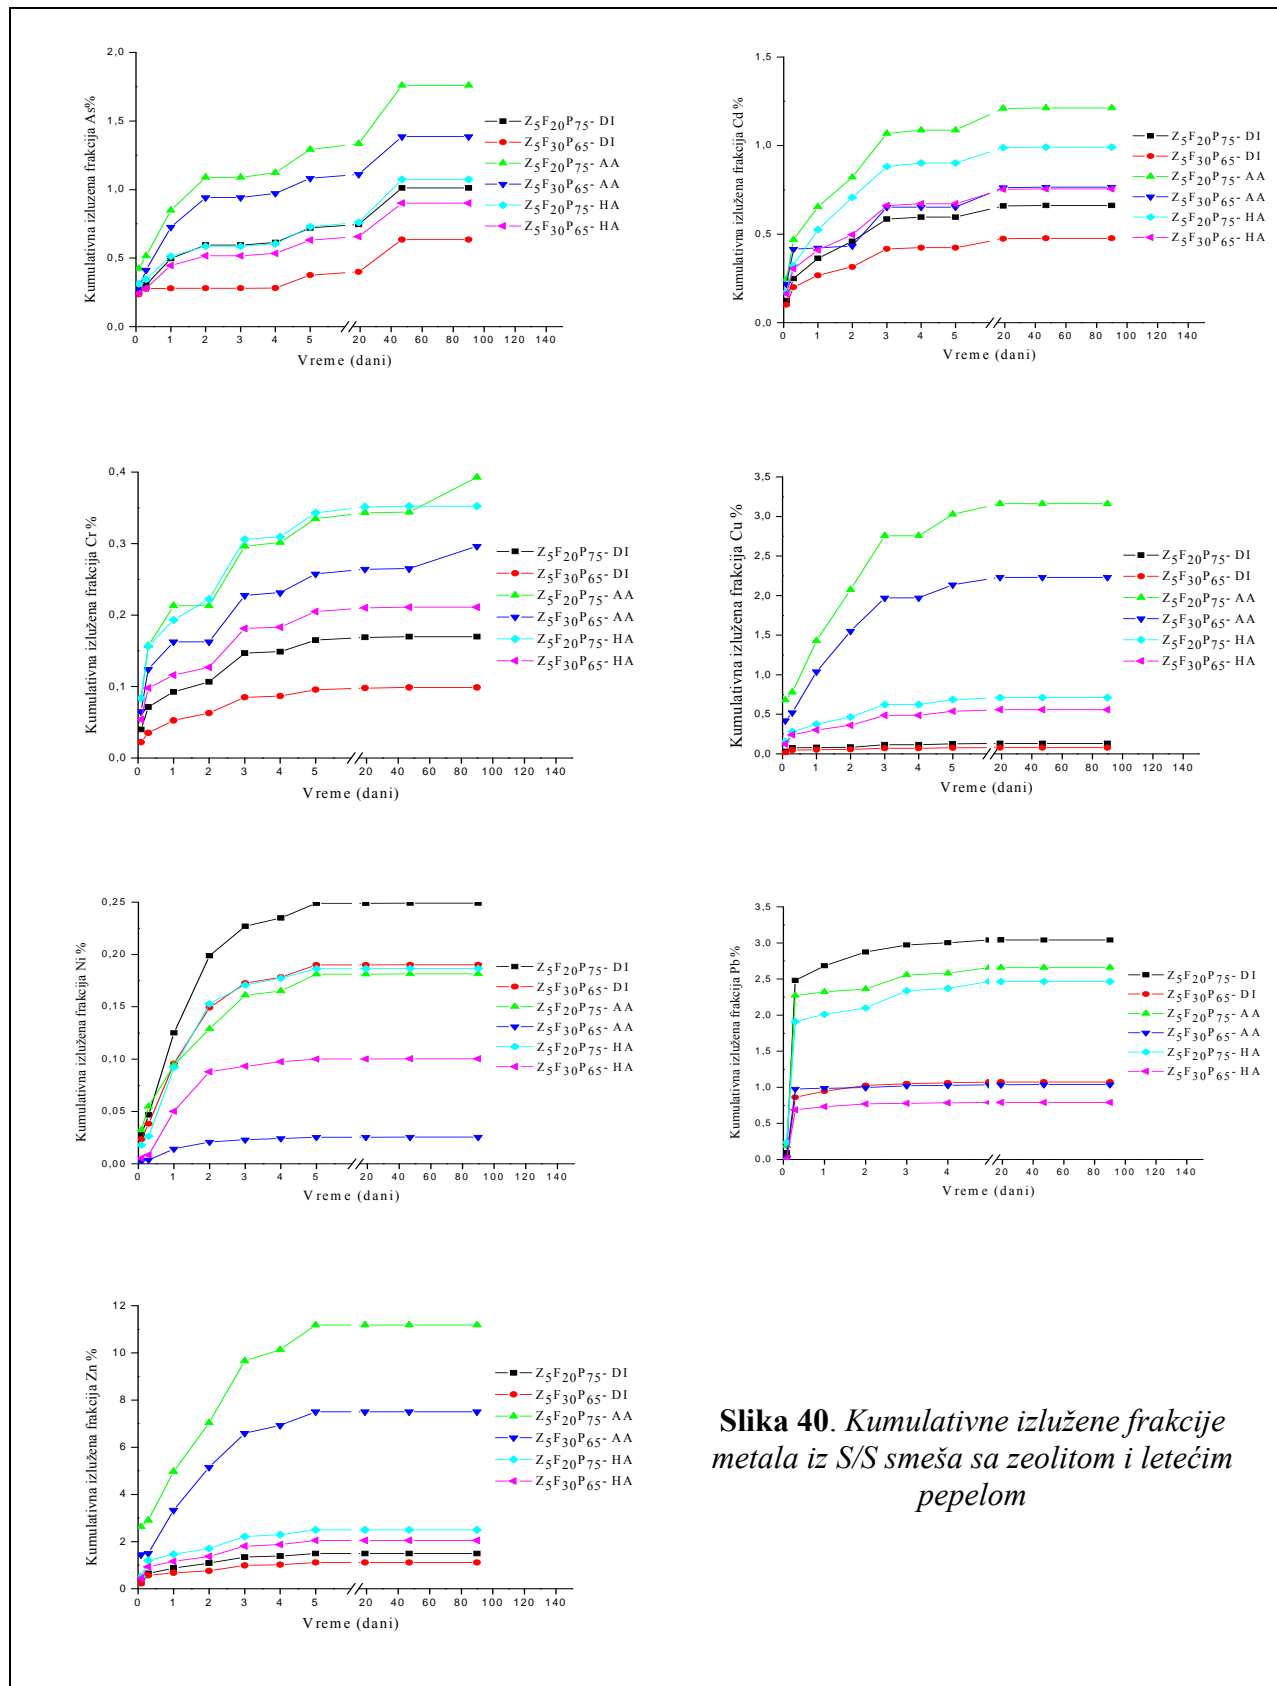 Kumulativna izluzena frakcija As%
2,0
1,5
1,0
0,5
0,0
0 1 2 3 4 5 20 40 60 80 100 120 140
Vreme (dani)
Z5F20P75- DI
Z5F30P65- DI
Z5F20P75- AA
Z5F30P65- AA
Z5F20P75- HA
Z5F30P65- HA
Kumulativna izlužena frakcija Cd %
1,5
1,0
0,5
0,0
0 1 2 3 4 5 20 40 60 80 100 120 140
Vreme (dani)
Z5F20P75- DI
Z5F30P65- DI
Z5F20P75- AA
Z5F30P65- AA
Z5F20P75- HA
Z5F30P65- HA
Kumulativna izlužena frakcija Cr %
0,4
0,3
0,2
0,1
0,0
0 1 2 3 4 5 20 40 60 80 100 120 140
Vreme (dani)
Z5F20P75- DI
Z5F30P65- DI
Z5F20P75- AA
Z5F30P65- AA
Z5F20P75- HA
Z5F30P65- HA
Kumulativna izlužena frakcija Cu %
3,5
3,0
2,5
2,0
1,5
1,0
0,5
0,0
0 1 2 3 4 5 20 40 60 80 100 120 140
Vreme (dani)
Z5F20P75- DI
Z5F30P65- DI
Z5F20P75- AA
Z5F30P65- AA
Z5F20P75- HA
Z5F30P65- HA
Kumulativna izlužena frakcija Ni %
0,25
0,20
0,15
0,10
0,05
0,00
0 1 2 3 4 5 20 40 60 80 100 120 140
Vreme (dani)
Z5F20P75- DI
Z5F30P65- DI
Z5F20P75- AA
Z5F30P65- AA
Z5F20P75- HA
Z5F30P65- HA
Kumulativna izlužena frakcija Pb %
3,5
3,0
2,5
2,0
1,5
1,0
0,5
0,0
0 1 2 3 4 5 20 40 60 80 100 120 140
Vreme (dani)
Z5F20P75- DI
Z5F30P65- DI
Z5F20P75- AA
Z5F30P65- AA
Z5F20P75- HA
Z5F30P65- HA
Kumulativna izlužena frakcija Zn %
12
10
8
6
4
2
0
0 1 2 3 4 5 20 40 60 80 100 120 140
Vreme (dani)
Z5F20P75- DI
Z5F30P65- DI
Z5F20P75- AA
Z5F30P65- AA
Z5F20P75- HA
Z5F30P65- HA
Slika 40. Kumulativne izlužene frakcije
metala iz S/S smeša sa zeolitom i letećim
pepelom